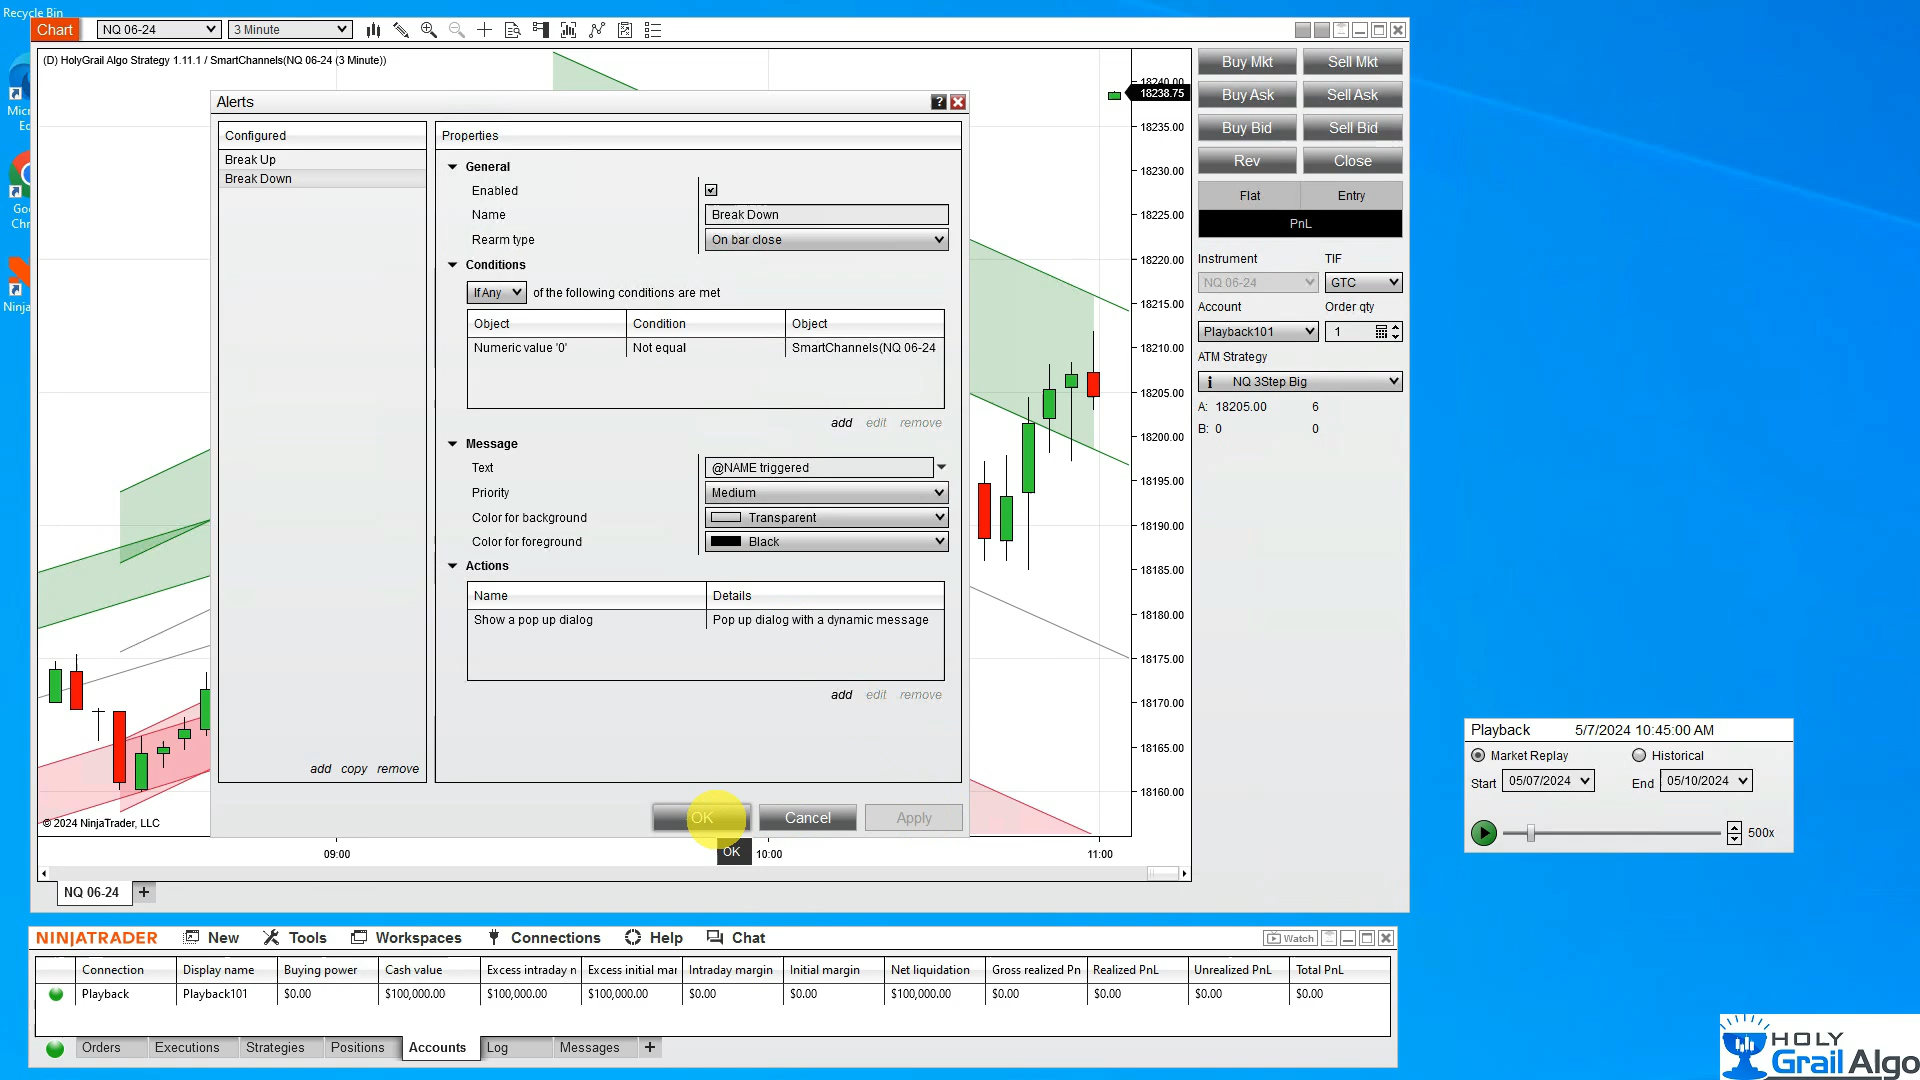 Recycle Bin
Chart
NQ 06-24
3 Minute
(D) HolyGrail Algo Strategy 1.11.1 / SmartChannels(NQ 06-24 (3 Minute))
Alerts
?
Configured
Break Up
Break Down
add copy remove
Properties
General
Enabled
Name
Break Down
Rearm type
On bar close
Conditions
If Any
of the following conditions are met
Object Condition Object
Numeric value '0' Not equal SmartChannels(NQ 06-24
add edit remove
Message
Text
@NAME triggered
Priority
Medium
Color for background
Transparent
Color for foreground
Black
Actions
Name Details
Show a pop up dialog Pop up dialog with a dynamic message
add edit remove
OK Cancel Apply
OK
© 2024 NinjaTrader, LLC
09:00 10:00 11:00
18240.00
18238.75
18235.00
18230.00
18225.00
18220.00
18215.00
18210.00
18205.00
18200.00
18195.00
18190.00
18185.00
18180.00
18175.00
18170.00
18165.00
18160.00
NQ 06-24 +
Buy Mkt Sell Mkt
Buy Ask Sell Ask
Buy Bid Sell Bid
Rev Close
Flat Entry
PnL
Instrument TIF
NQ 06-24 GTC
Account Order qty
Playback101 1
ATM Strategy
i NQ 3Step Big
A: 18205.00 6
B: 0 0
Micr
Ed
Goo
Chr
Ninja
Playback 5/7/2024 10:45:00 AM
Market Replay Historical
Start 05/07/2024 End 05/10/2024
500x
NINJATRADER New Tools Workspaces Connections Help Chat
Watch
Connection Display name Buying power Cash value Excess intraday n Excess initial mar Intraday margin Initial margin Net liquidation Gross realized Pn Realized PnL Unrealized PnL Total PnL
Playback Playback101 $0.00 $100,000.00 $100,000.00 $100,000.00 $0.00 $0.00 $100,000.00 $0.00 $0.00 $0.00 $0.00
Orders Executions Strategies Positions Accounts Log Messages +
HOLY
Grail Algo